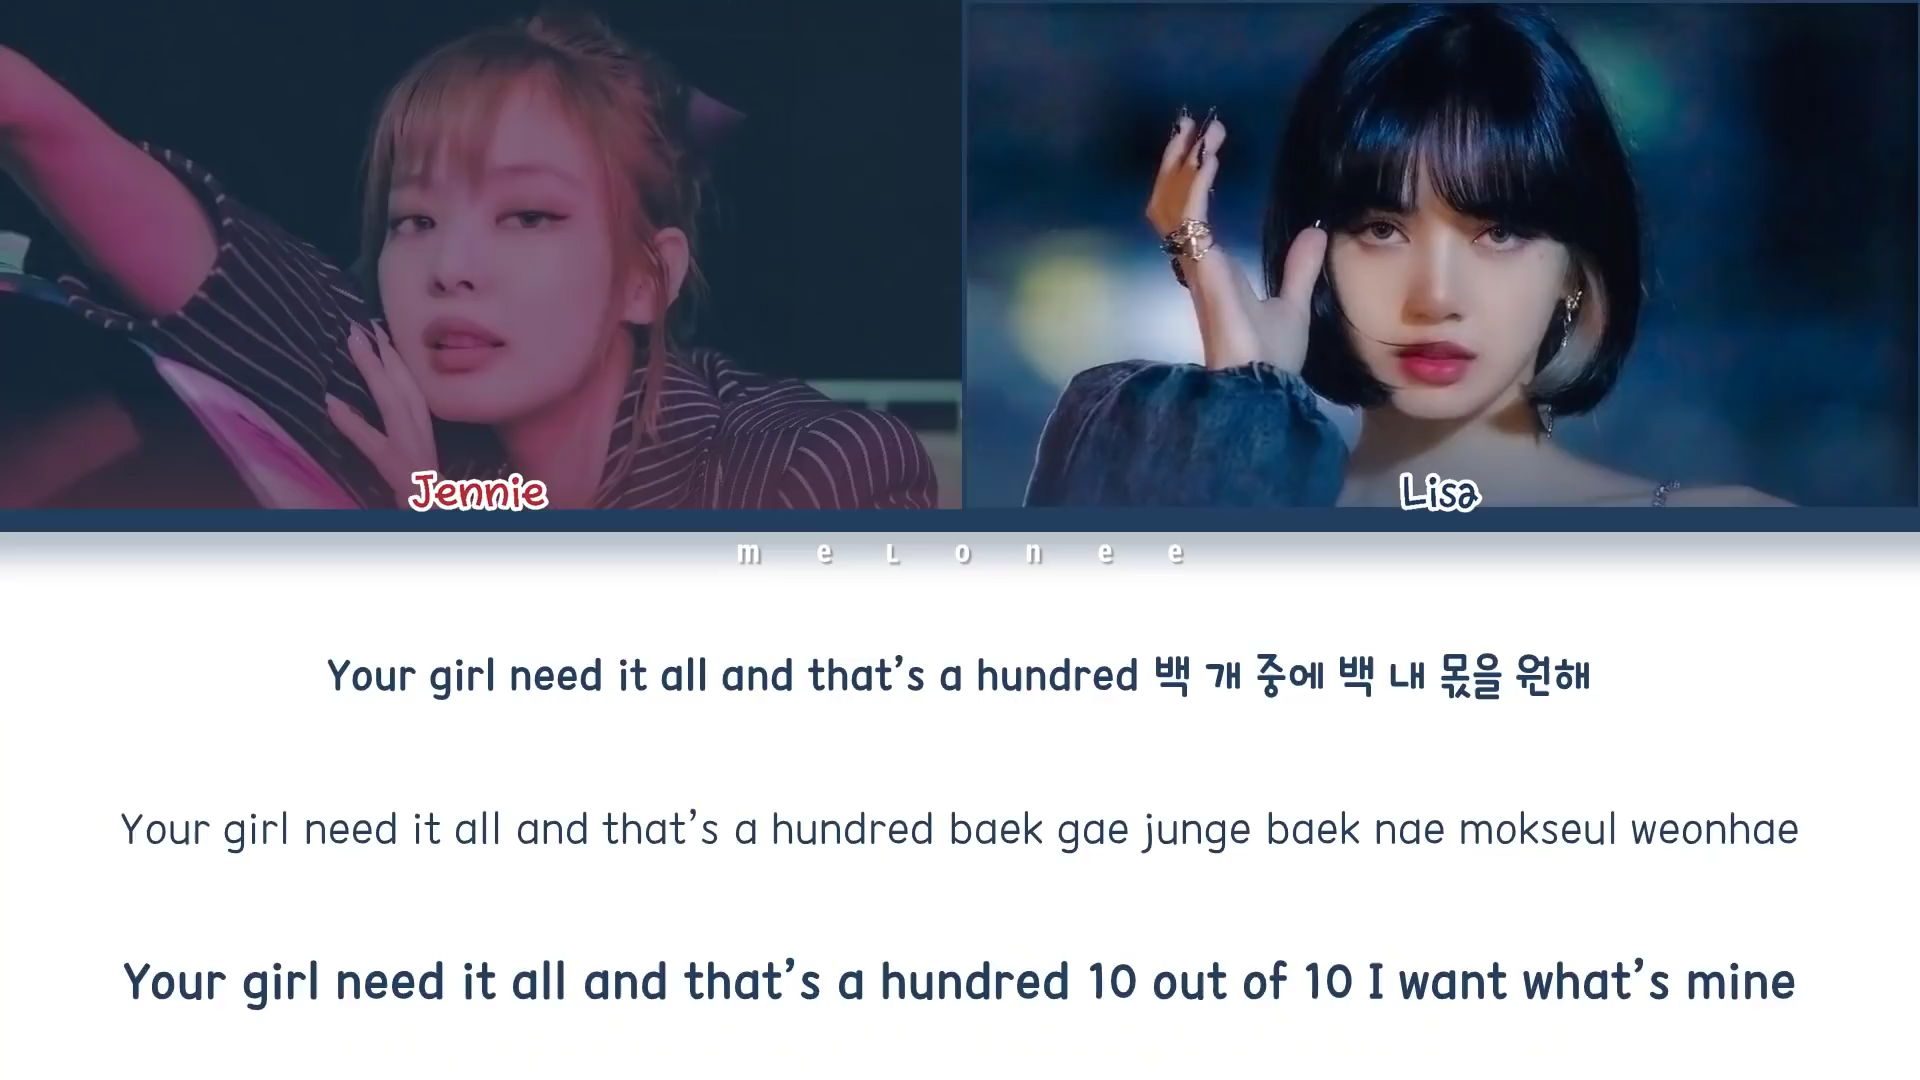 Jennie
Lisa
meLonee
Your girl need it all and that's a hundred 백 개 중에 백 내 몫을 원해
Your girl need it all and that's a hundred baek gae junge baek nae mokseul weonhae
Your girl need it all and that's a hundred 10 out of 10 I want what's mine